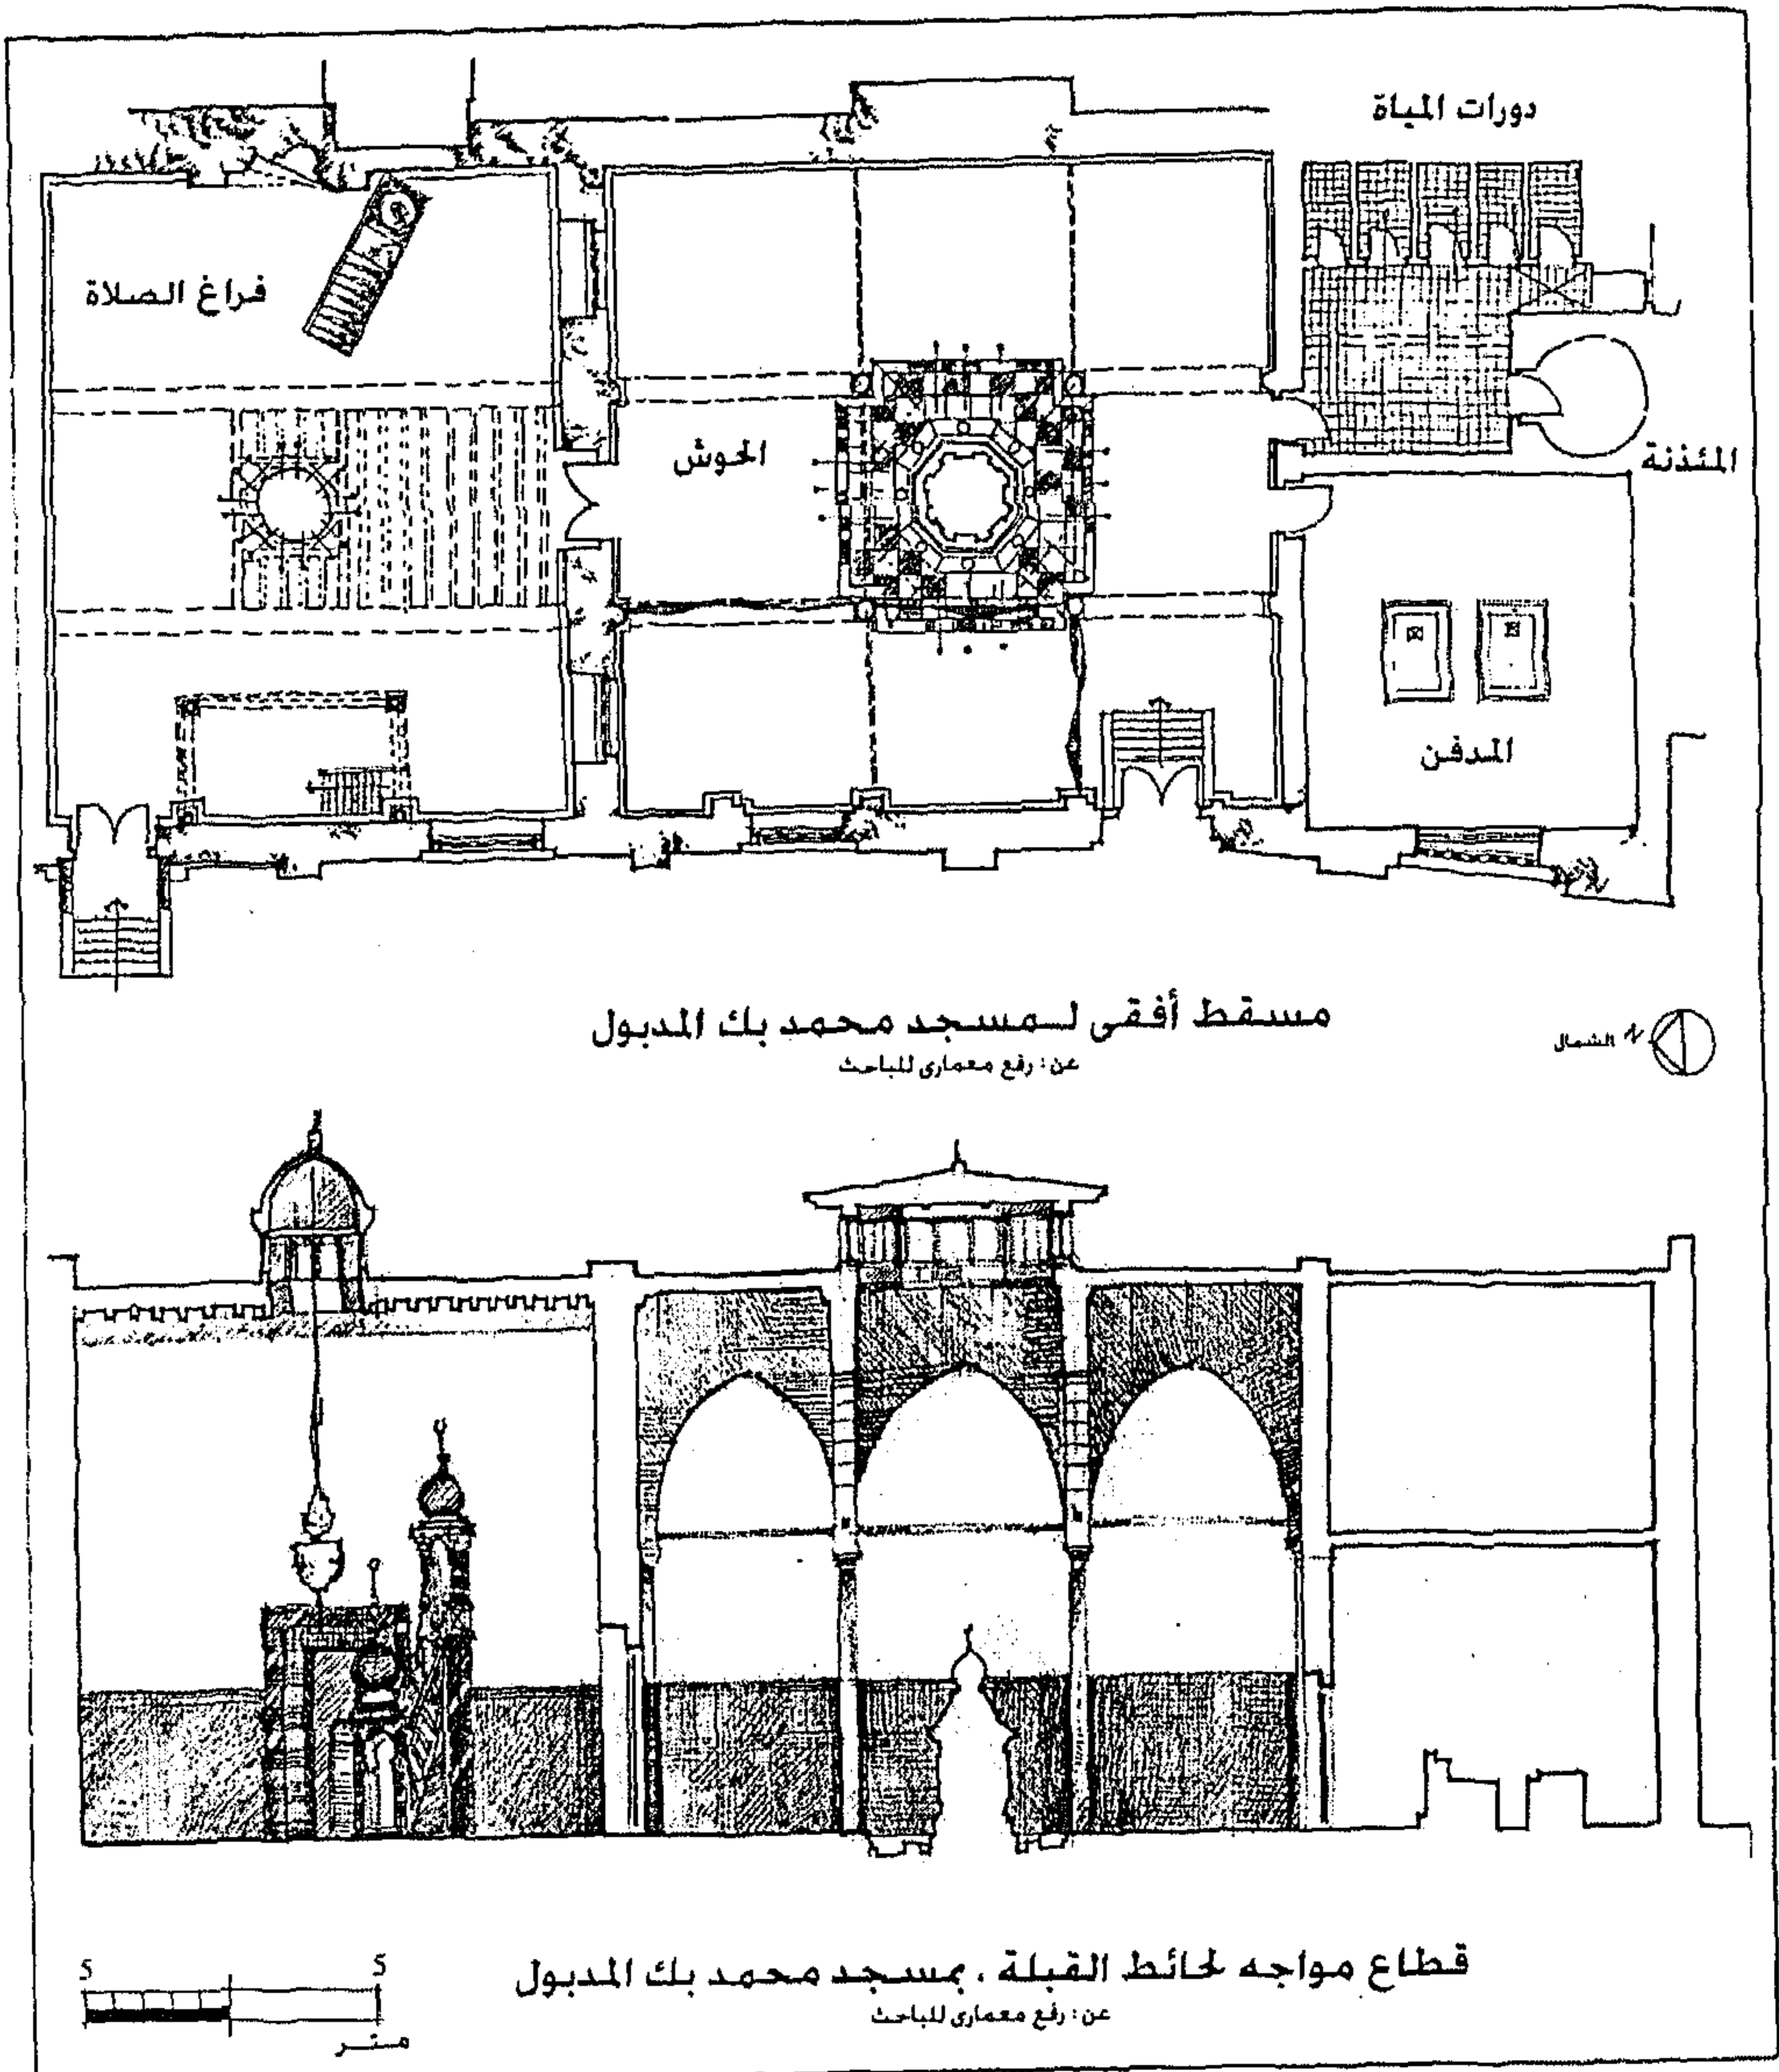 دورات المياة
فراغ الصلاة
الحوش
المئذنة
المدفن
مسقط أفقى لمسجد محمد بك المدبول
عن: رفع معمارى للباحث
الشمال N
قطاع مواجه لحائط القبلة . بمسجد محمد بك المدبول
عن: رفع معمارى للباحث
5 5
متر